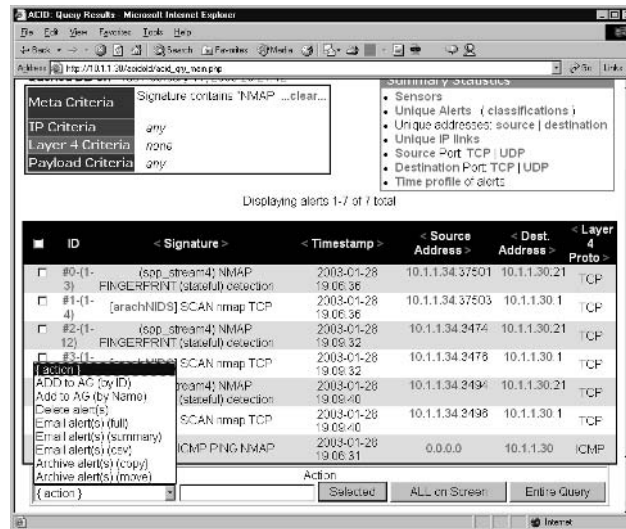 ACID: Query Results - Microsoft Internet Explorer
File Edit View Favorites Tools Help
Back Search Favorites Media
Address http://10.1.1.30/acidold/acid_qry_main.php Go Links
Meta Criteria Signature contains "NMAP ...clear...
IP Criteria any
Layer 4 Criteria none
Payload Criteria any
Summary Statistics
Sensors
Unique Alerts ( classifications )
Unique addresses: source | destination
Unique IP links
Source Port: TCP | UDP
Destination Port: TCP | UDP
Time profile of alerts
Displaying alerts 1-7 of 7 total
ID < Signature > < Timestamp > < Source Address > < Dest. Address > < Layer 4 Proto >
#0-(1-3) (spp_stream4) NMAP FINGERPRINT (stateful) detection 2003-01-28 19:06:36 10.1.1.34:37501 10.1.1.30:21 TCP
#1-(1-4) [arachNIDS] SCAN nmap TCP 2003-01-28 19:06:36 10.1.1.34:37503 10.1.1.30:1 TCP
#2-(1-12) (spp_stream4) NMAP FINGERPRINT (stateful) detection 2003-01-28 19:09:32 10.1.1.34:3474 10.1.1.30:21 TCP
#3-(1- SCAN nmap TCP 2003-01-28 19:09:32 10.1.1.34:3476 10.1.1.30:1 TCP
ream4) NMAP (stateful) detection 2003-01-28 19:09:40 10.1.1.34:3494 10.1.1.30:21 TCP
SCAN nmap TCP 2003-01-28 19:09:40 10.1.1.34:3496 10.1.1.30:1 TCP
ICMP PING NMAP 2003-01-28 19:06:31 0.0.0.0 10.1.1.30 ICMP
{ action }
ADD to AG (by ID)
Add to AG (by Name)
Delete alert(s)
Email alert(s) (full)
Email alert(s) (summary)
Email alert(s) (csv)
Archive alert(s) (copy)
Archive alert(s) (move)
Action
{ action } Selected ALL on Screen Entire Query
Internet